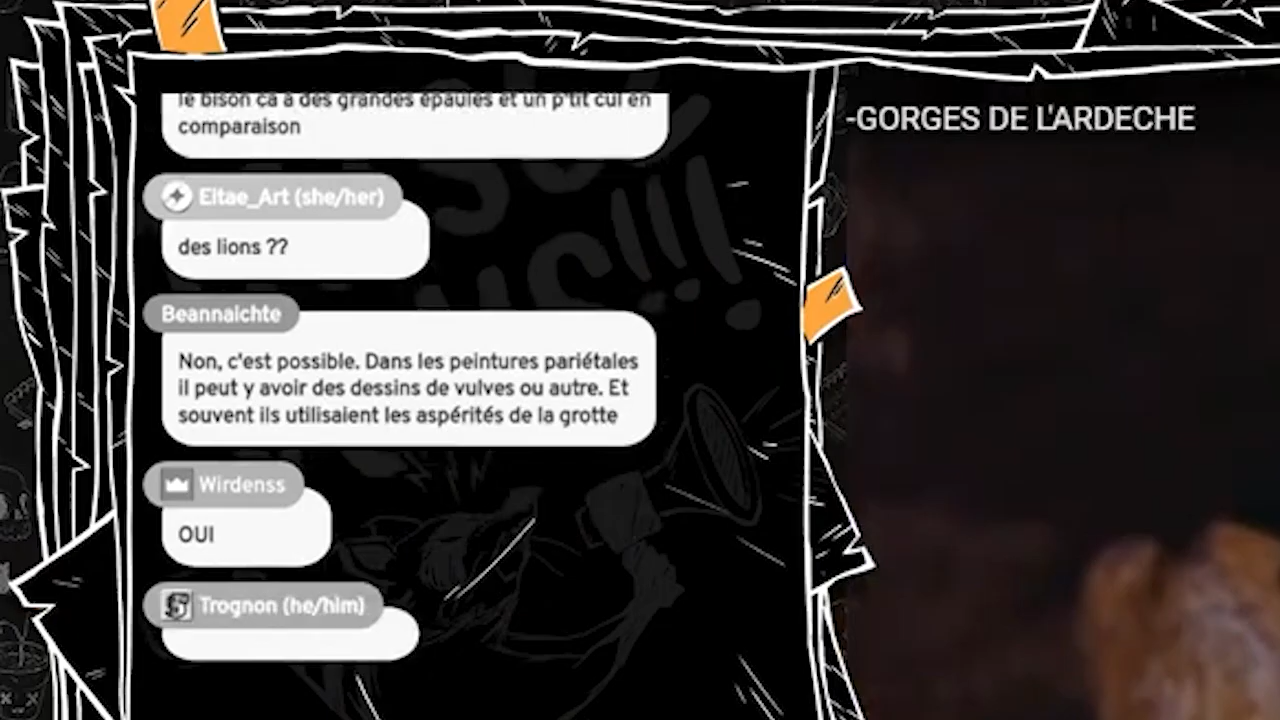 le bison ca a des grandes épaules et un p'tit cul en
comparaison
Eltae_Art (she/her)
des lions ??
Beannaichte
Non, c'est possible. Dans les peintures pariétales
il peut y avoir des dessins de vulves ou autre. Et
souvent ils utilisaient les aspérités de la grotte
Wirdenss
OUI
Trognon (he/him)
-GORGES DE L'ARDECHE